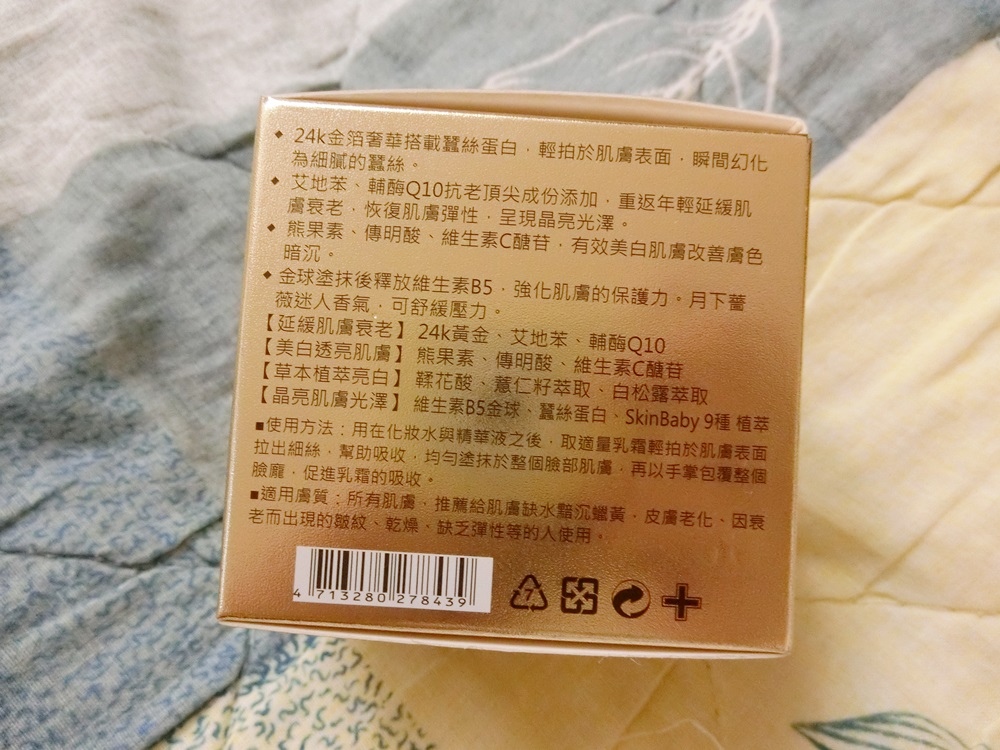 ◆ 24k金箔奢華搭載蠶絲蛋白，輕拍於肌膚表面，瞬間幻化
為細膩的蠶絲。
◆ 艾地苯、輔酶Q10抗老頂尖成份添加，重返年輕延緩肌
膚衰老，恢復肌膚彈性，呈現晶亮光澤。
◆ 熊果素、傳明酸、維生素C醣苷，有效美白肌膚改善膚色
暗沉。
◆ 金球塗抹後釋放維生素B5，強化肌膚的保護力。月下薔
薇迷人香氣，可舒緩壓力。
【延緩肌膚衰老】 24k黃金、艾地苯、輔酶Q10
【美白透亮肌膚】 熊果素、傳明酸、維生素C醣苷
【草本植萃亮白】 鞣花酸、薏仁籽萃取、白松露萃取
【晶亮肌膚光澤】 維生素B5金球、蠶絲蛋白、SkinBaby 9種 植萃
■使用方法：用在化妝水與精華液之後，取適量乳霜輕拍於肌膚表面
拉出細絲，幫助吸收，均勻塗抹於整個臉部肌膚，再以手掌包覆整個
臉龐，促進乳霜的吸收。
■適用膚質：所有肌膚，推薦給肌膚缺水黯沉蠟黃，皮膚老化、因衰
老而出現的皺紋、乾燥、缺乏彈性等的人使用。
4 713280 278439
7